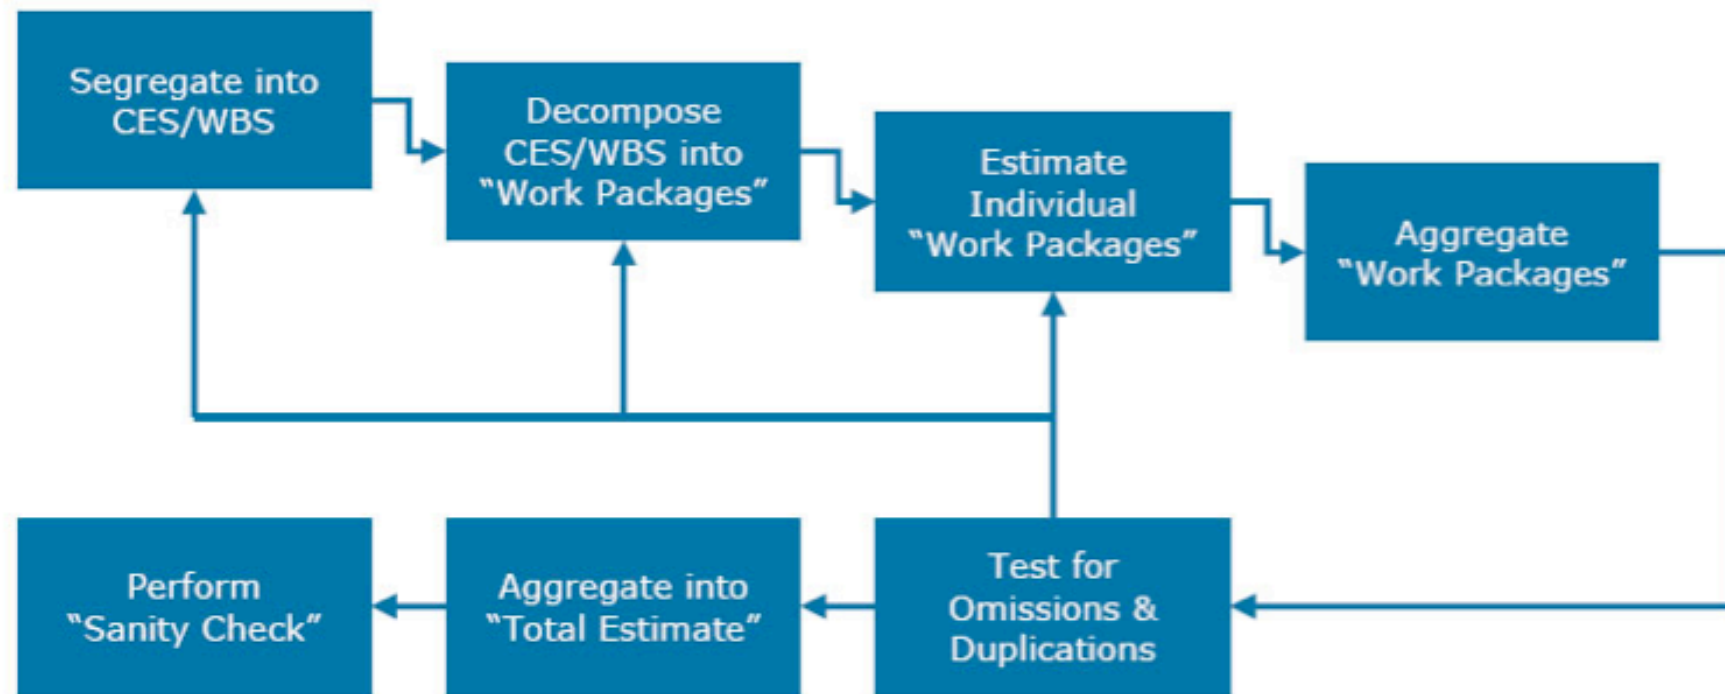 Segregate into
CES/WBS
Decompose
CES/WBS into
“Work Packages”
Estimate
Individual
“Work Packages”
Aggregate
“Work Packages”
Test for
Omissions &
Duplications
Aggregate into
“Total Estimate”
Perform
“Sanity Check”